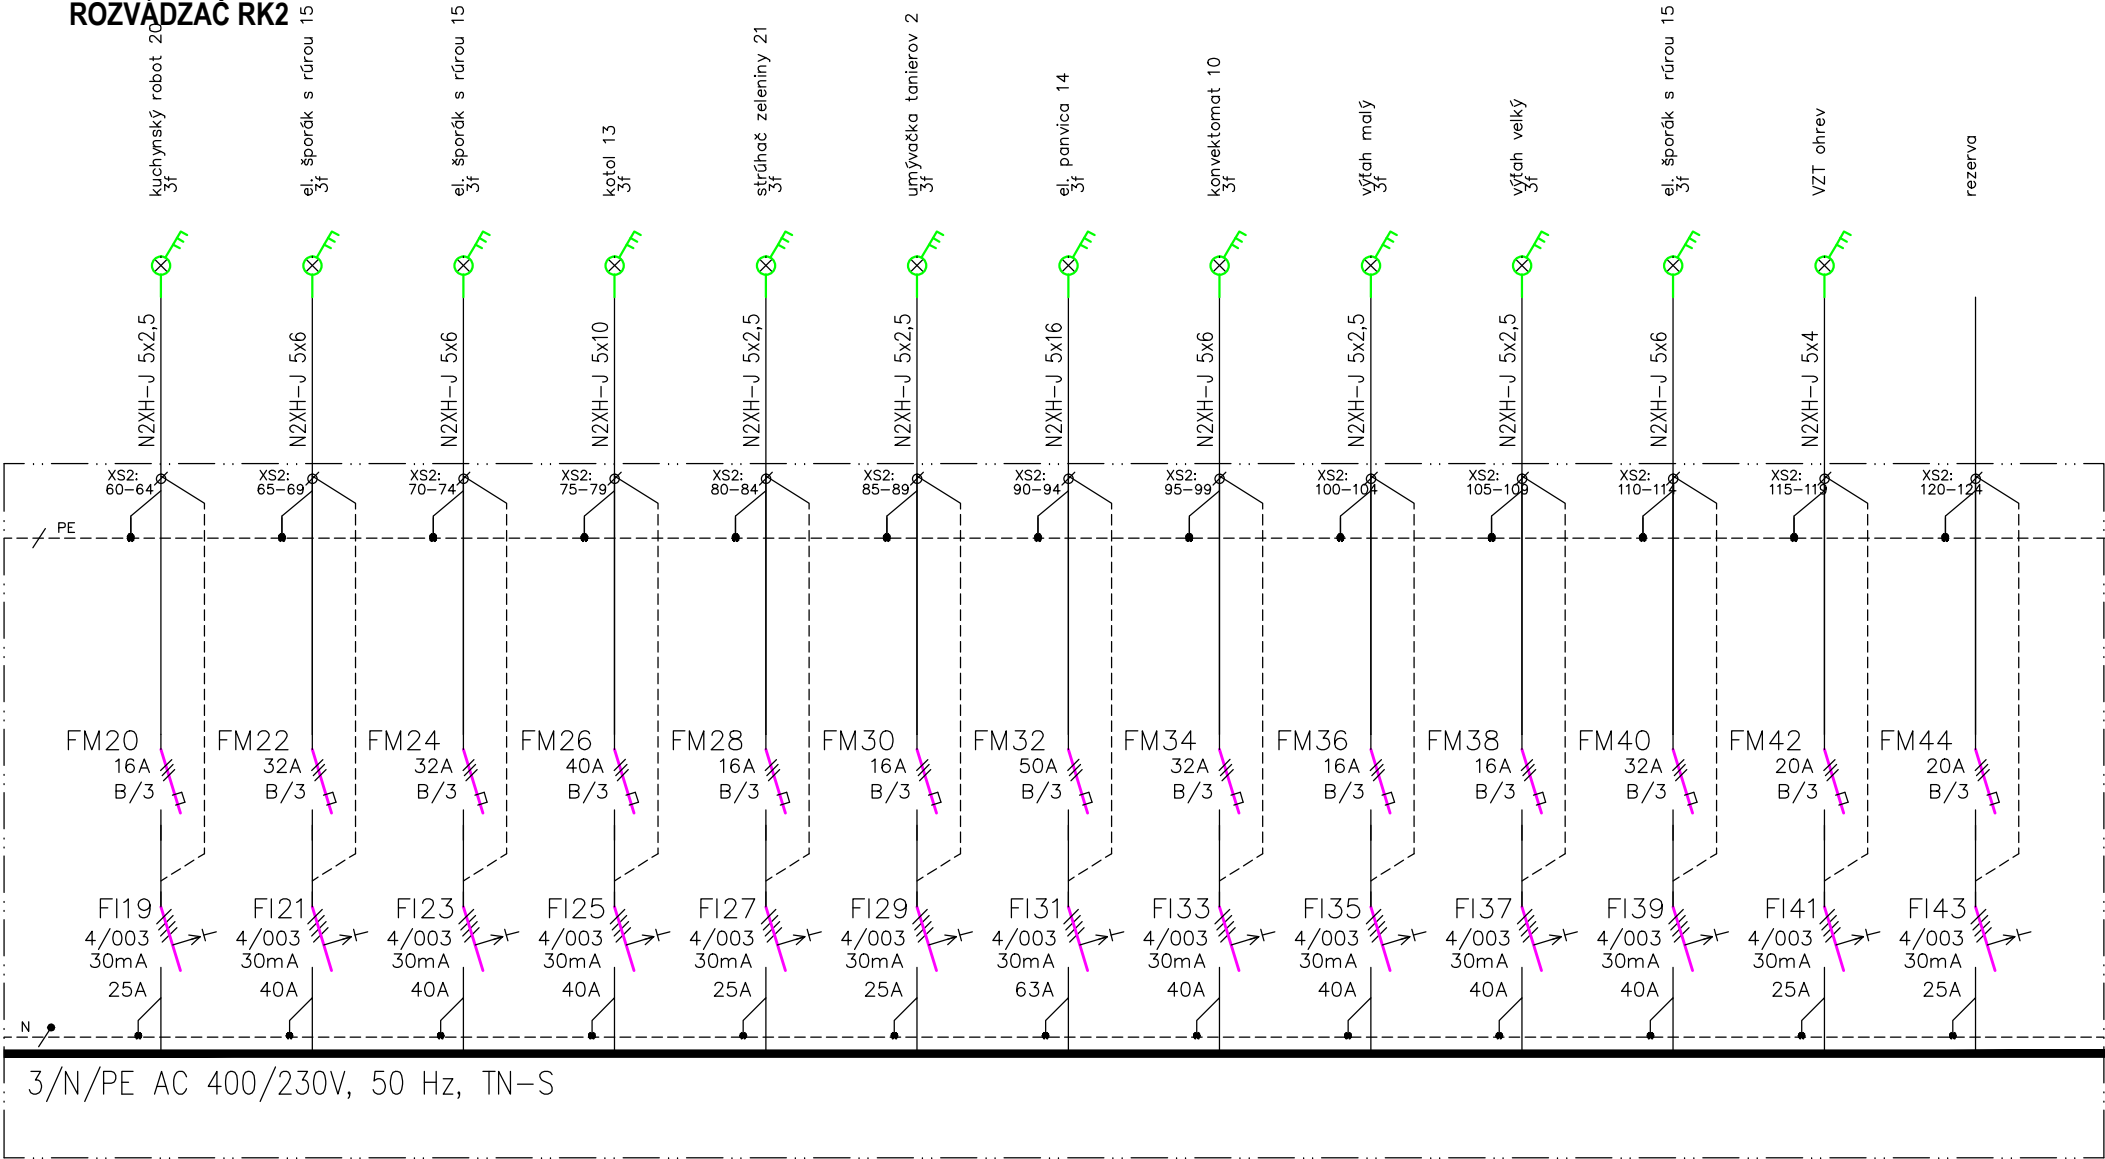 ROZVÁDZAČ RK2
kuchynský robot 20
3f
el. šporák s rúrou 15
3f
el. šporák s rúrou 15
3f
kotol 13
3f
strúhač zeleniny 21
3f
umývačka tanierov 2
3f
el. panvica 14
3f
konvektomat 10
3f
výťah malý
3f
výťah velký
3f
el. šporák s rúrou 15
3f
VZT ohrev
rezerva
N2XH-J 5x2,5
N2XH-J 5x6
N2XH-J 5x6
N2XH-J 5x10
N2XH-J 5x2,5
N2XH-J 5x2,5
N2XH-J 5x16
N2XH-J 5x6
N2XH-J 5x2,5
N2XH-J 5x2,5
N2XH-J 5x6
N2XH-J 5x4
XS2:
60-64
XS2:
65-69
XS2:
70-74
XS2:
75-79
XS2:
80-84
XS2:
85-89
XS2:
90-94
XS2:
95-99
XS2:
100-104
XS2:
105-109
XS2:
110-114
XS2:
115-119
XS2:
120-124
PE
FM20
16A
B/3
FM22
32A
B/3
FM24
32A
B/3
FM26
40A
B/3
FM28
16A
B/3
FM30
16A
B/3
FM32
50A
B/3
FM34
32A
B/3
FM36
16A
B/3
FM38
16A
B/3
FM40
32A
B/3
FM42
20A
B/3
FM44
20A
B/3
FI19
4/003
30mA
25A
FI21
4/003
30mA
40A
FI23
4/003
30mA
40A
FI25
4/003
30mA
40A
FI27
4/003
30mA
25A
FI29
4/003
30mA
25A
FI31
4/003
30mA
63A
FI33
4/003
30mA
40A
FI35
4/003
30mA
40A
FI37
4/003
30mA
40A
FI39
4/003
30mA
40A
FI41
4/003
30mA
25A
FI43
4/003
30mA
25A
N
3/N/PE AC 400/230V, 50 Hz, TN-S